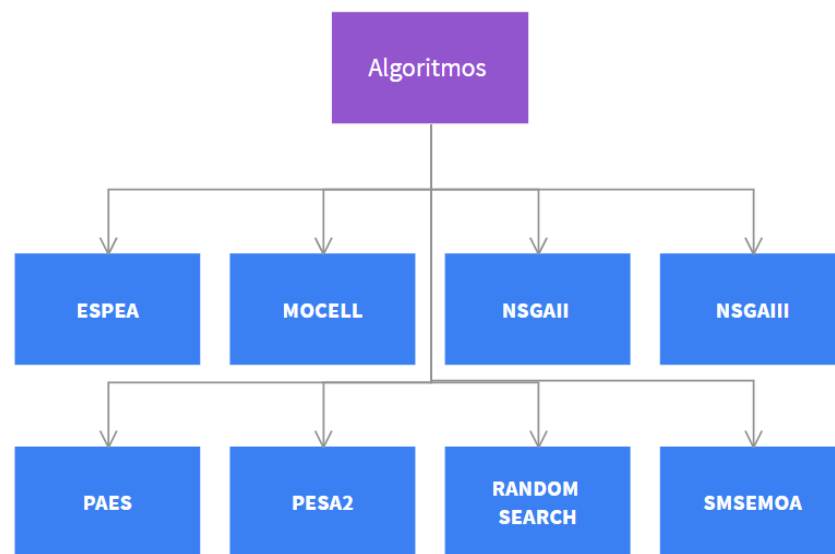 Algoritmos
ESPEA
MOCELL
NSGAII
NSGAIII
PAES
PESA2
RANDOM
SEARCH
SMSEMOA